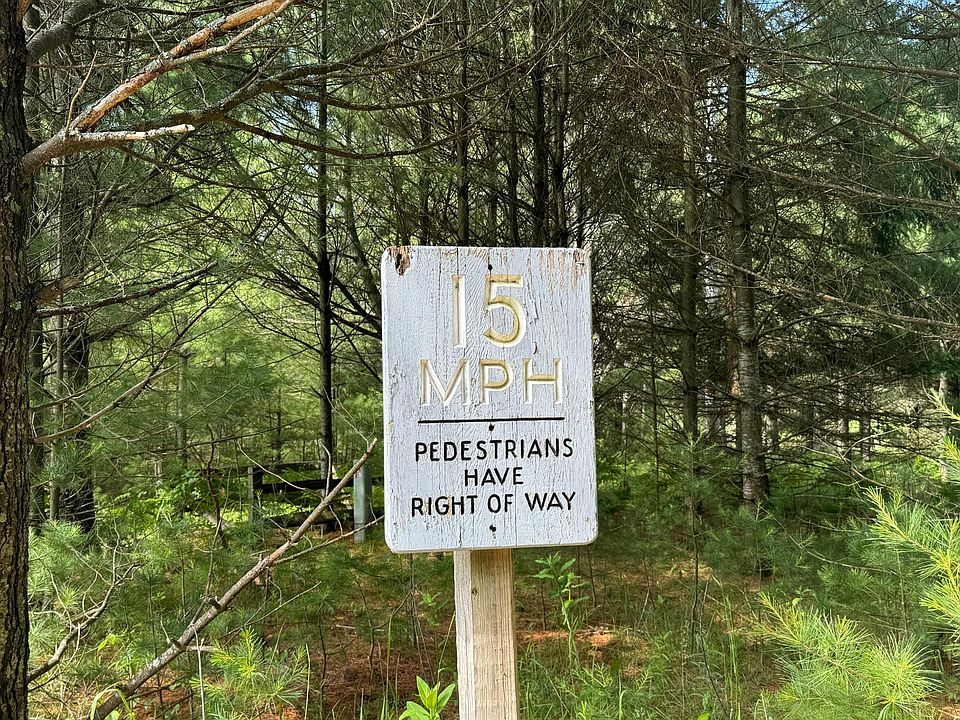 15
MPH
PEDESTRIANS
HAVE
RIGHT OF WAY